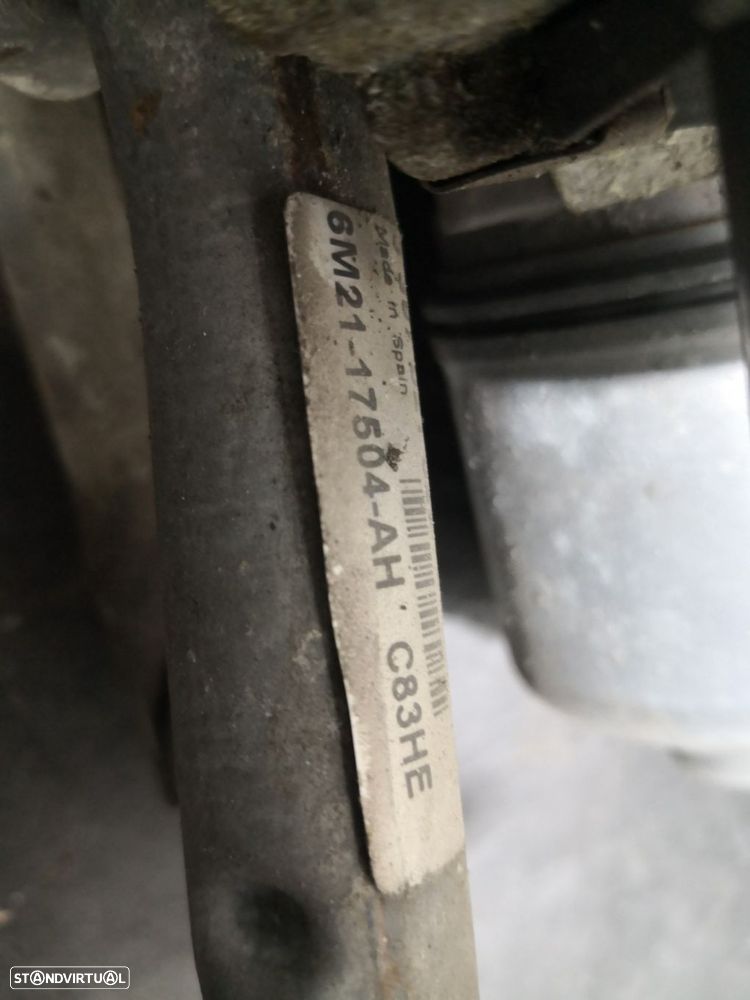 Made in Spain
6M21-17504-AH C83HE
STANDVIRTUAL